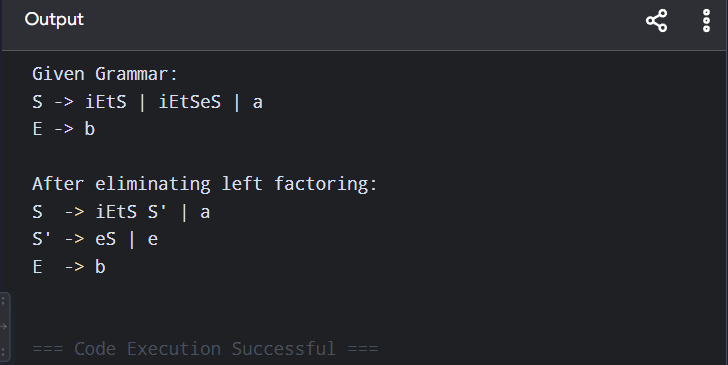 Output
Given Grammar:
S -> iEtS | iEtSeS | a
E -> b
After eliminating left factoring:
S  -> iEtS S' | a
S' -> eS | e
E  -> b
=== Code Execution Successful ===